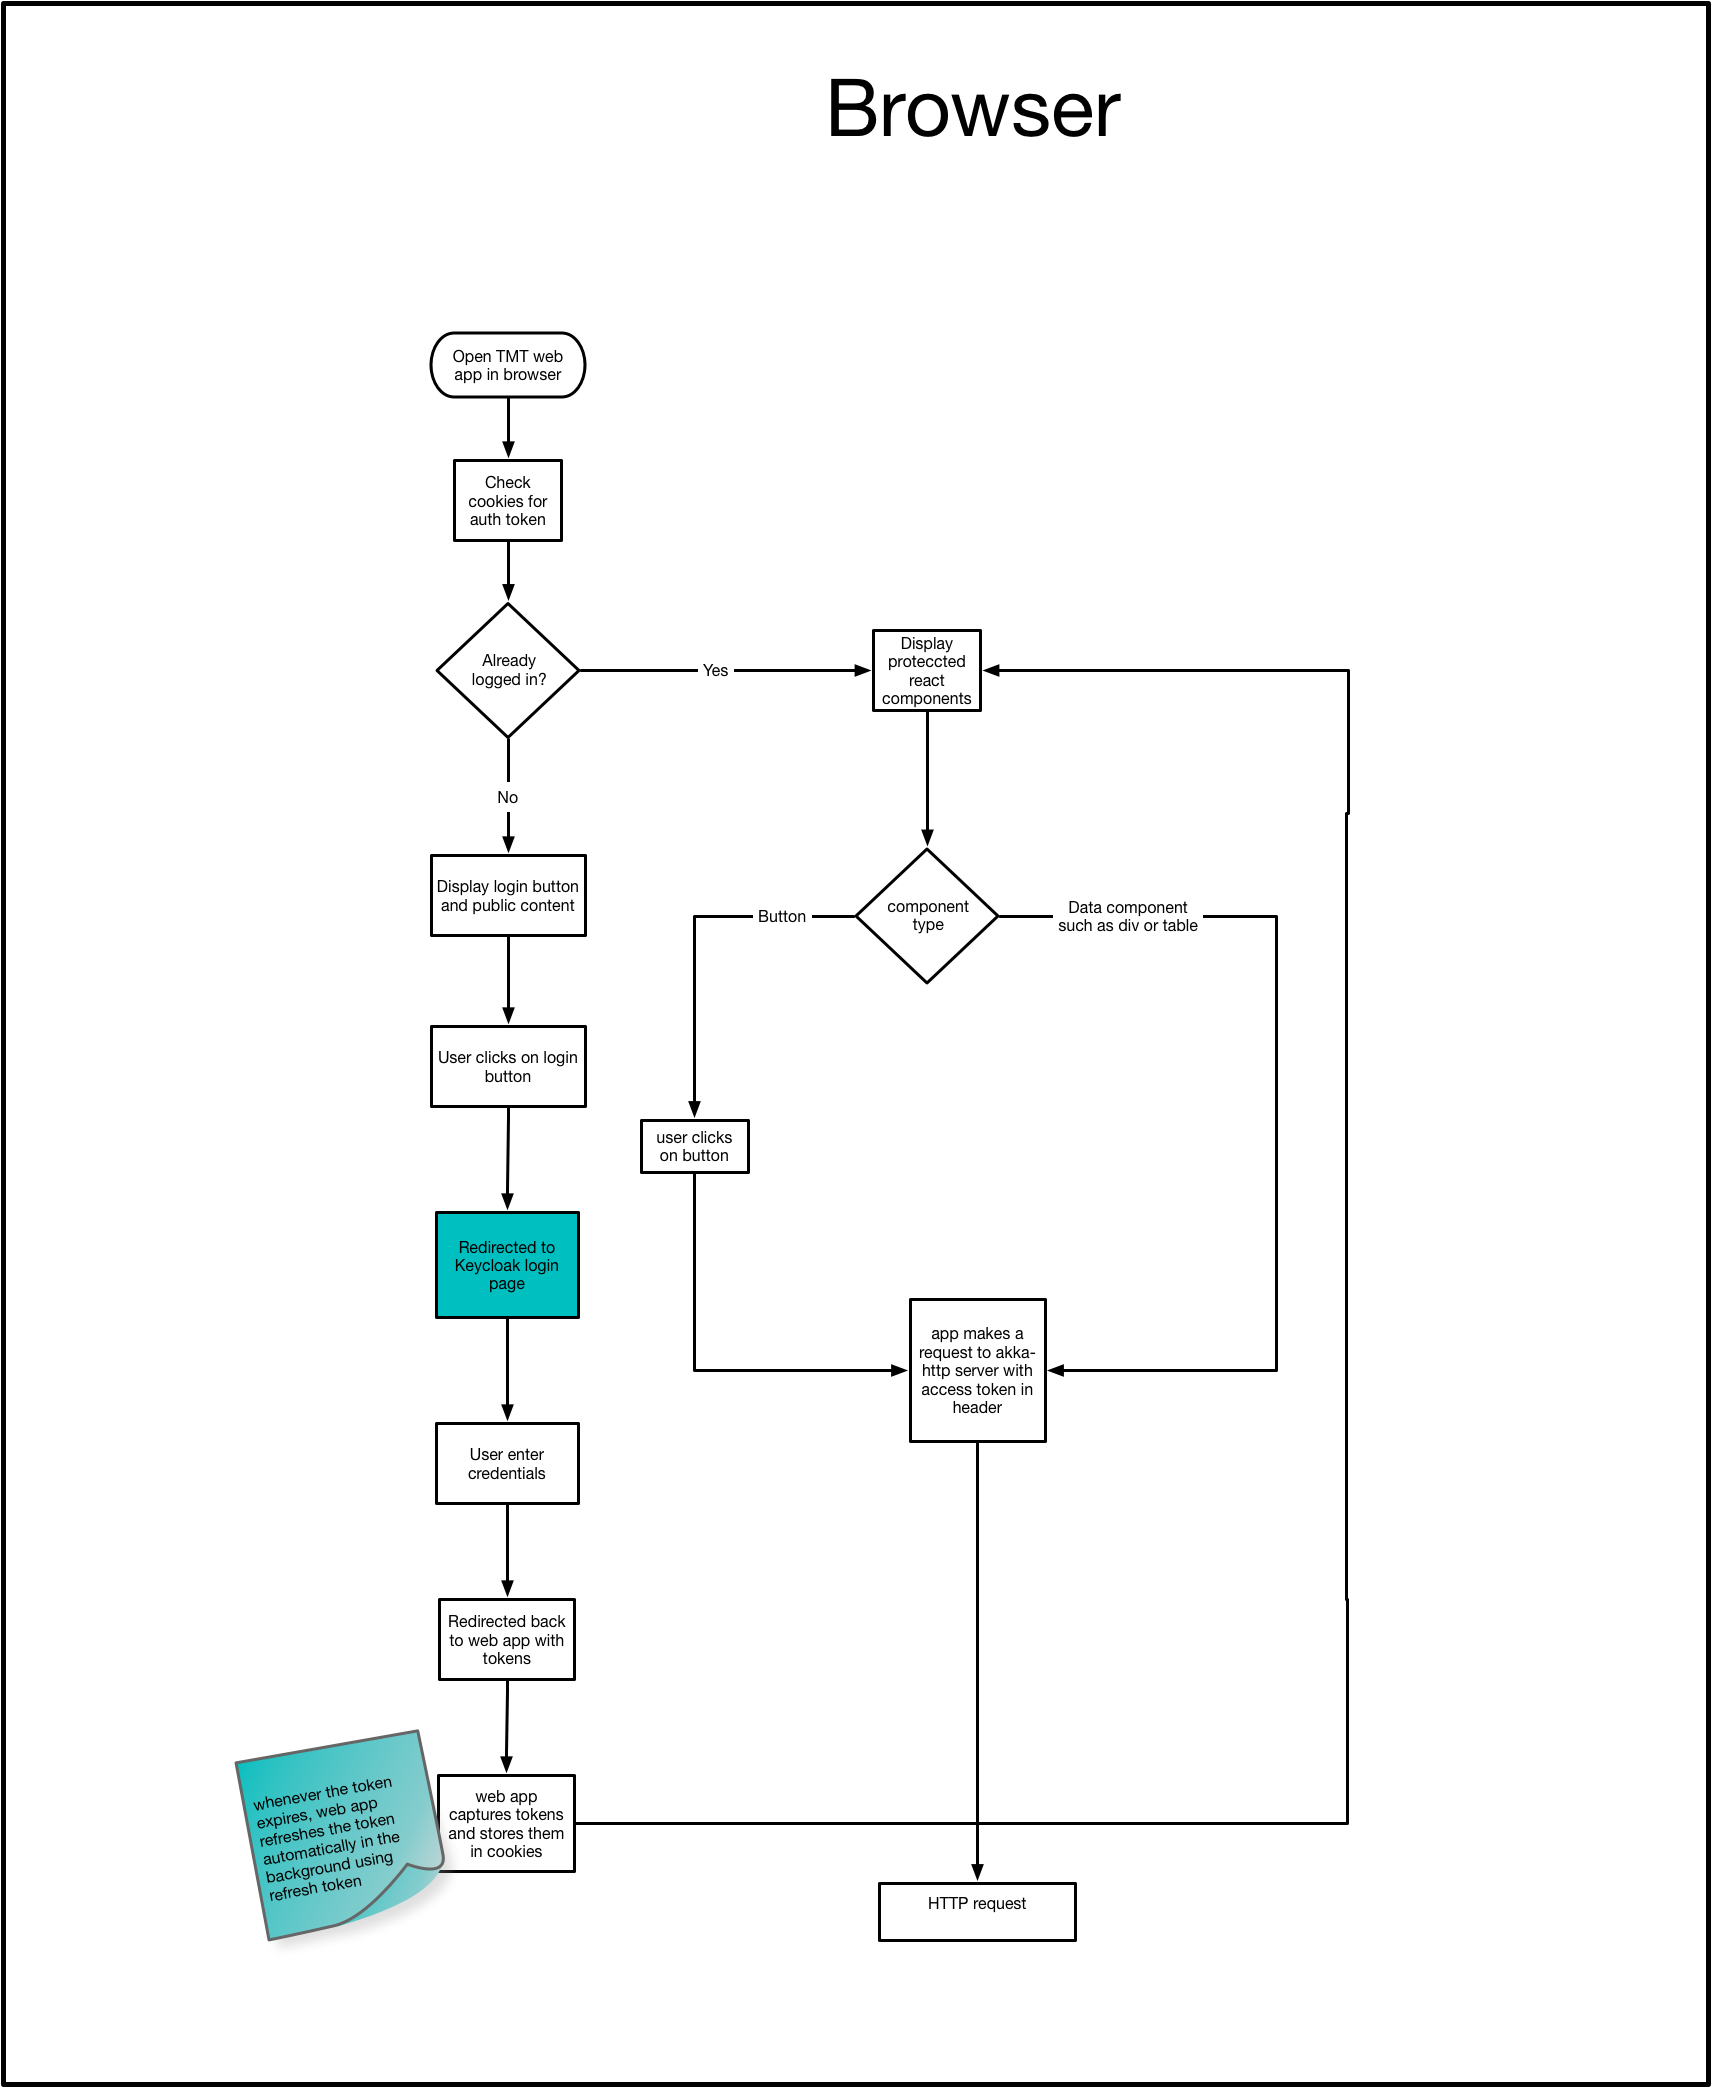 Browser
Open TMT web
app in browser
Check
cookies for
auth token
Already
logged in?
Yes
Display
proteccted
react
components
No
Display login button
and public content
component
type
Button
Data component
such as div or table
User clicks on login
button
user clicks
on button
Redirected to
Keycloak login
page
app makes a
request to akka-
http server with
access token in
header
User enter
credentials
Redirected back
to web app with
tokens
whenever the token
expires, web app
refreshes the token
automatically in the
background using
refresh token
web app
captures tokens
and stores them
in cookies
HTTP request